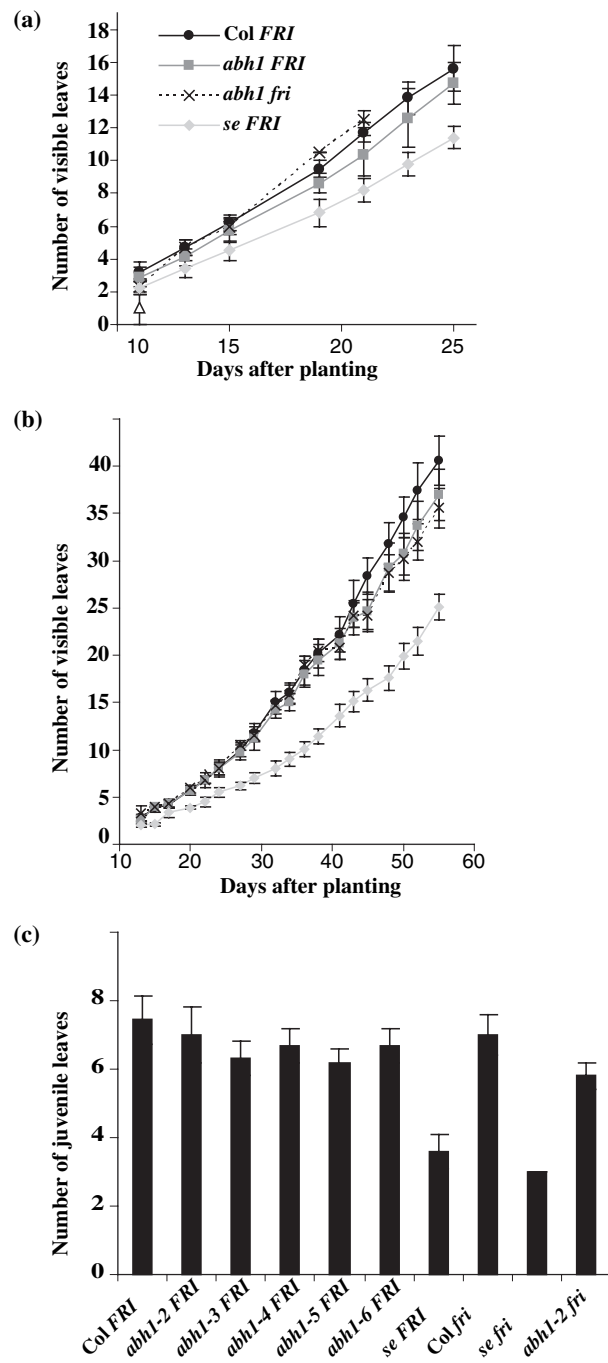 (a)
18
16
14
12
10
8
6
4
2
0
Number of visible leaves
Col FRI
abh1 FRI
abh1 fri
se FRI
10
15
20
25
Days after planting
(b)
40
35
30
25
20
15
10
5
0
Number of visible leaves
10
20
30
40
50
60
Days after planting
(c)
8
6
4
2
0
Number of juvenile leaves
Col FRI
abh1-2 FRI
abh1-3 FRI
abh1-4 FRI
abh1-5 FRI
abh1-6 FRI
se FRI
Col fri
se fri
abh1-2 fri